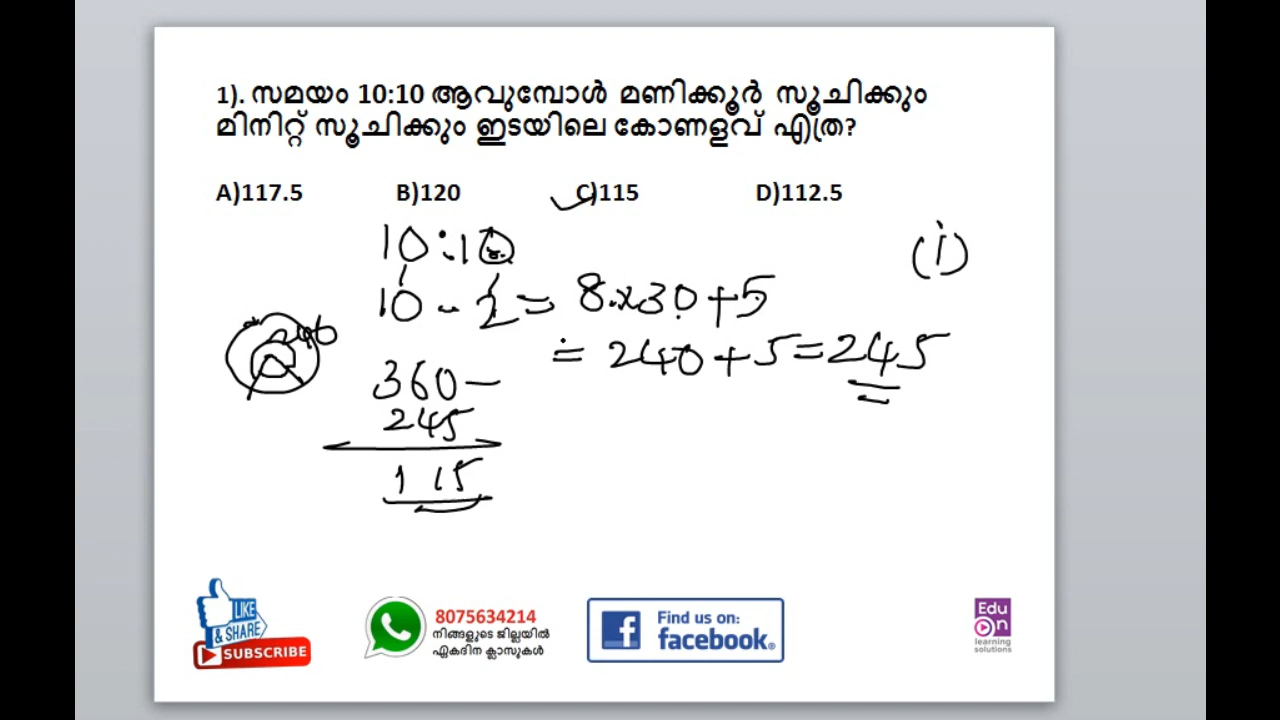 1). സമയം 10:10 ആവുമ്പോൾ മണിക്കൂർ സൂചിക്കും
മിനിറ്റ് സൂചിക്കും ഇടയിലെ കോണളവ് എത്ര?
A)117.5 B)120 C)115 D)112.5
10:10
(i)
10 - 2 = 8 x 30 + 5
= 240 + 5 = 245
360 -
245
115
LIKE
& SHARE
SUBSCRIBE
8075634214
നിങ്ങളുടെ ജില്ലയിൽ
ഏകദിന ക്ലാസുകൾ
Find us on:
facebook®
Edu
On
learning
solutions